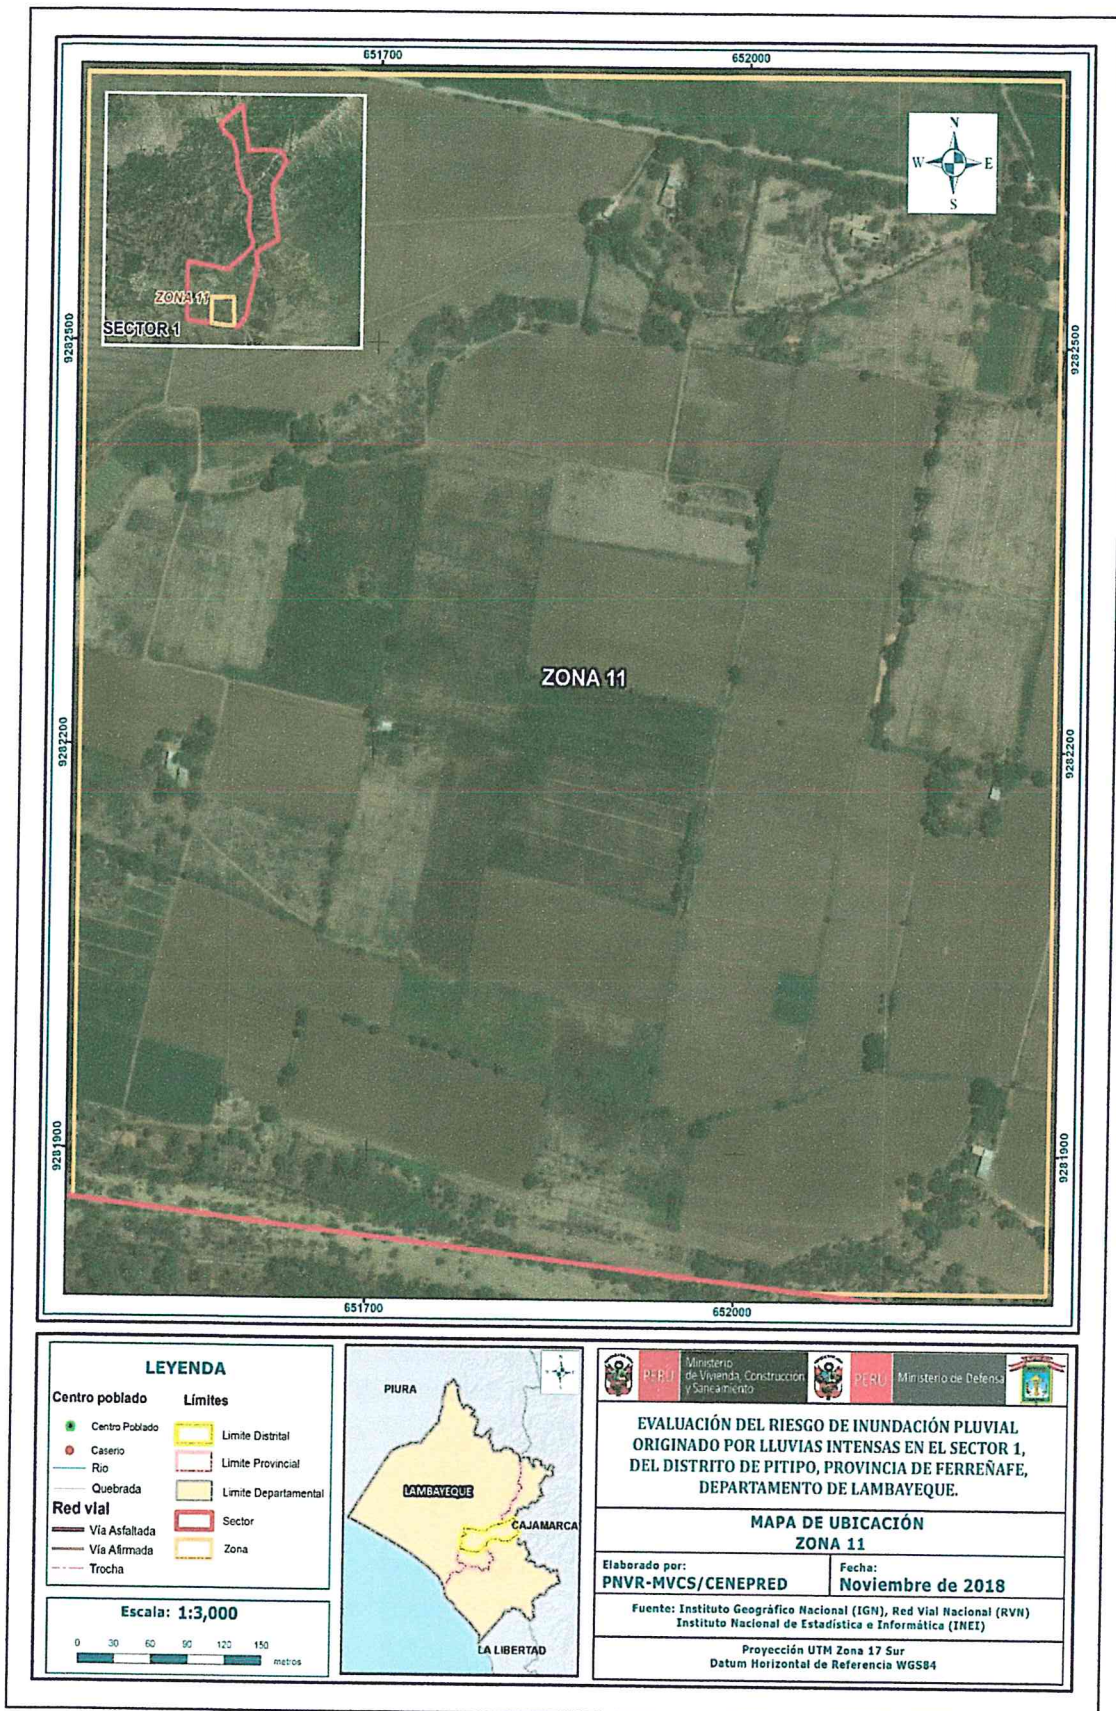 651700
652000
N
W
E
S
ZONA 11
SECTOR 1
9282500
9282500
ZONA 11
9282200
9282200
9281900
9281900
651700
652000
LEYENDA
Centro poblado
Centro Poblado
Caserio
Rio
Quebrada
Red vial
Vía Asfaltada
Vía Afirmada
Trocha
Límites
Limite Distrital
Limite Provincial
Limite Departamental
Sector
Zona
Escala: 1:3,000
0 30 60 90 120 150
metros
PIURA
LAMBAYEQUE
CAJAMARCA
LA LIBERTAD
PERÚ
Ministerio
de Vivienda, Construcción
y Saneamiento
PERÚ
Ministerio de Defensa
EVALUACIÓN DEL RIESGO DE INUNDACIÓN PLUVIAL
ORIGINADO POR LLUVIAS INTENSAS EN EL SECTOR 1,
DEL DISTRITO DE PITIPO, PROVINCIA DE FERREÑAFE,
DEPARTAMENTO DE LAMBAYEQUE.
MAPA DE UBICACIÓN
ZONA 11
Elaborado por:
PNVR-MVCS/CENEPRED
Fecha:
Noviembre de 2018
Fuente: Instituto Geográfico Nacional (IGN), Red Vial Nacional (RVN)
Instituto Nacional de Estadística e Informática (INEI)
Proyección UTM Zona 17 Sur
Datum Horizontal de Referencia WGS84